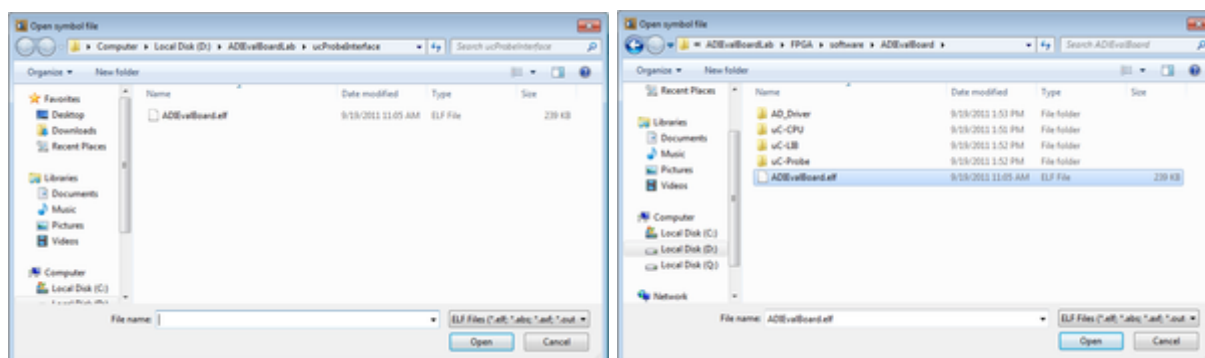 Open symbol file
Computer ▸ Local Disk (D:) ▸ ADIEvalBoardLab ▸ ucProbeInterface
Search ucProbeInterface
Organize ▾ New folder
Name Date modified Type Size
Favorites
Desktop
Downloads
Recent Places
Libraries
Documents
Music
Pictures
Videos
Computer
Local Disk (C:)
ADIEvalBoard.elf 9/19/2011 11:05 AM ELF File 239 KB
File name:
ELF Files (*.elf; *.abs; *.axf; *.out
Open Cancel
Open symbol file
« ADIEvalBoardLab ▸ FPGA ▸ software ▸ ADIEvalBoard ▸
Search ADIEvalBoard
Organize ▾ New folder
Name Date modified Type Size
Recent Places
Libraries
Documents
Music
Pictures
Videos
Computer
Local Disk (C:)
Local Disk (D:)
Local Disk (Q:)
Network
AD_Driver 9/19/2011 1:53 PM File folder
uC-CPU 9/19/2011 1:51 PM File folder
uC-LIB 9/19/2011 1:52 PM File folder
uC-Probe 9/19/2011 1:52 PM File folder
ADIEvalBoard.elf 9/19/2011 11:05 AM ELF File 239 KB
File name: ADIEvalBoard.elf
ELF Files (*.elf; *.abs; *.axf; *.out
Open Cancel